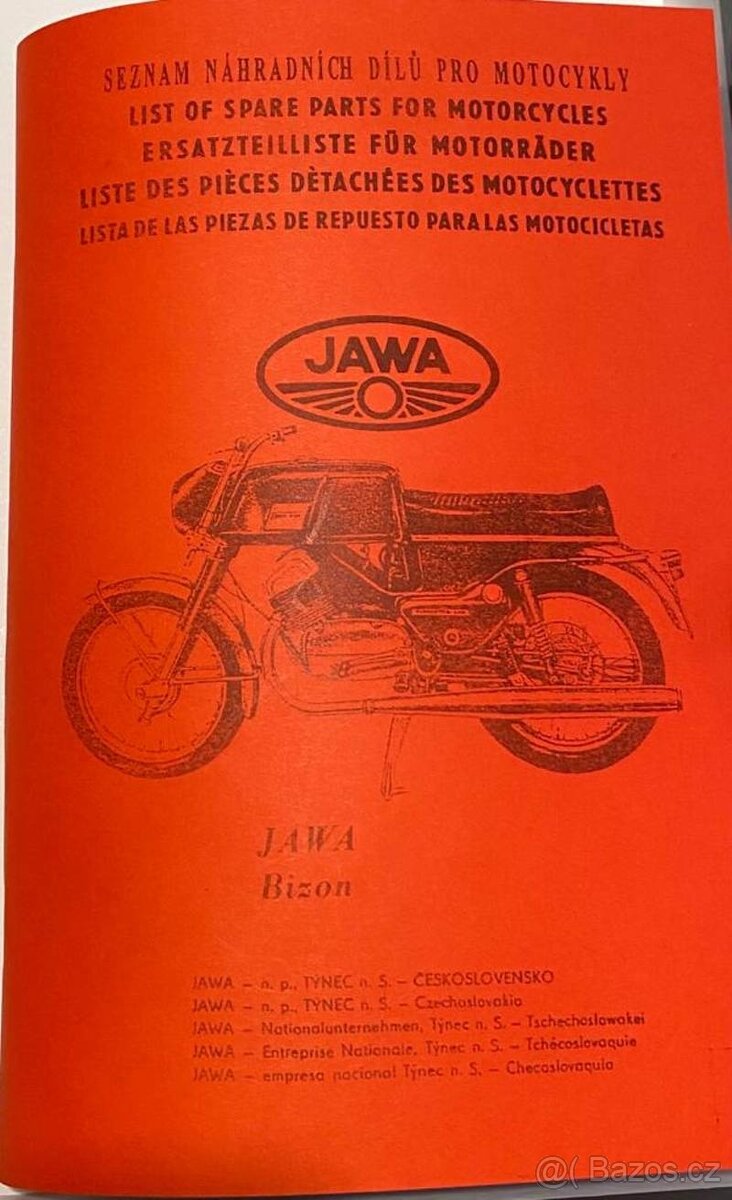 SEZNAM NÁHRADNÍCH DÍLŮ PRO MOTOCYKLY
LIST OF SPARE PARTS FOR MOTORCYCLES
ERSATZTEILLISTE FÜR MOTORRÄDER
LISTE DES PIÈCES DÈTACHÉES DES MOTOCYCLETTES
LISTA DE LAS PIEZAS DE REPUESTO PARA LAS MOTOCICLETAS
JAWA
JAWA
Bizon
JAWA – n. p., TÝNEC n. S. – ČESKOSLOVENSKO
JAWA – n. p., TÝNEC n. S. – Czechoslovakia
JAWA – Nationalunternehmen, Týnec n. S. – Tschechoslowakei
JAWA – Entreprise Nationale, Týnec n. S. – Tchécoslovaquie
JAWA – empresa nacional Týnec n. S. – Checoslovaquia
@( Bazos.cz